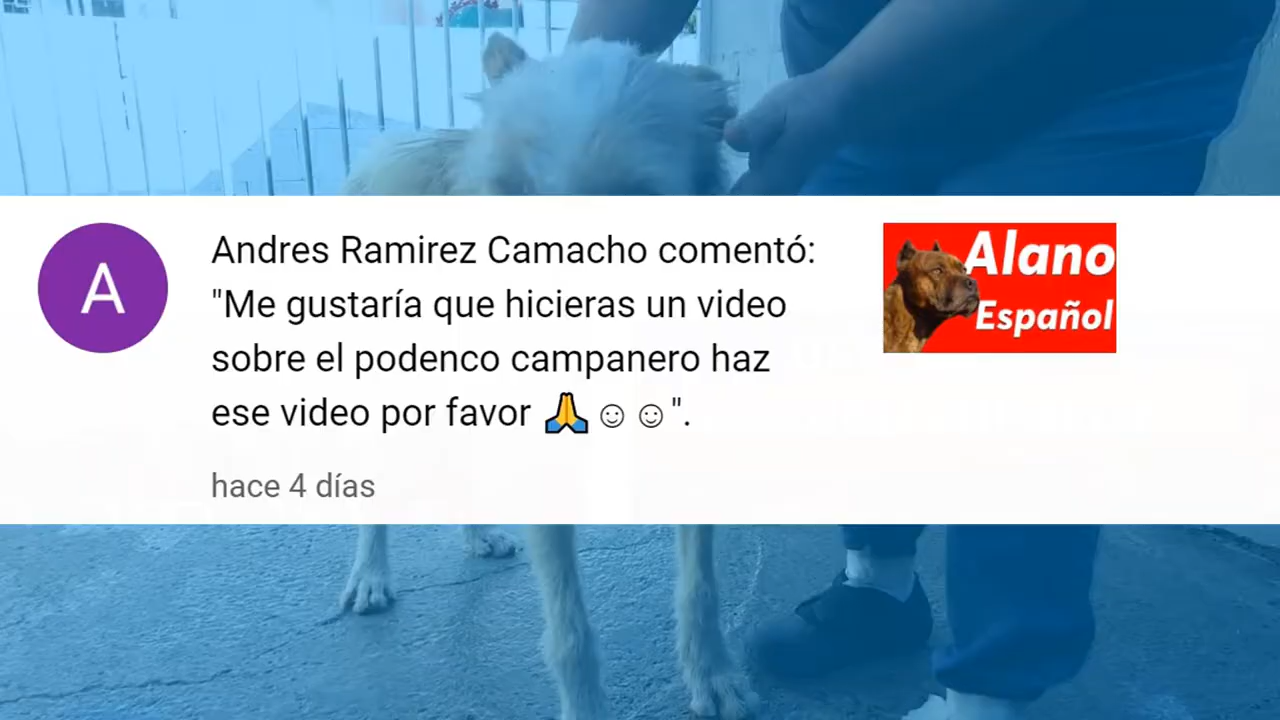 A
Andres Ramirez Camacho comentó:
"Me gustaría que hicieras un video
sobre el podenco campanero haz
ese video por favor 🙏☺☺".
hace 4 días
Alano
Español